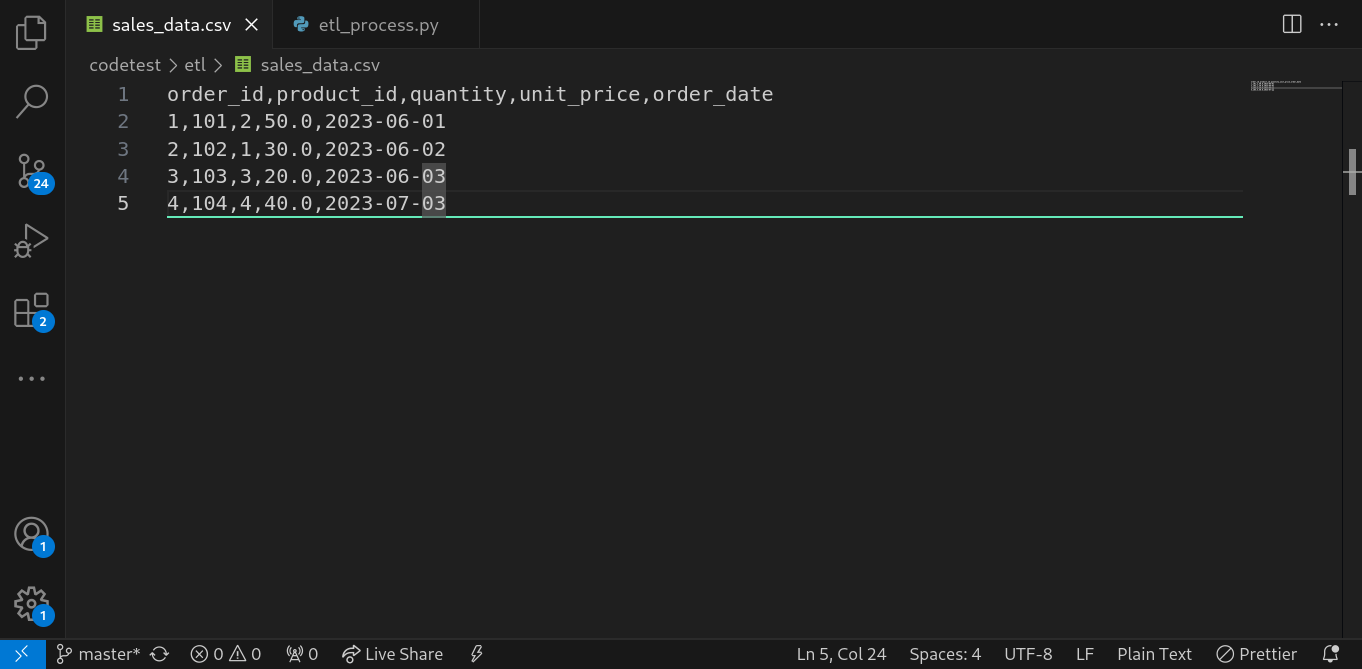 sales_data.csv etl_process.py
codetest etl sales_data.csv
1 order_id,product_id,quantity,unit_price,order_date
2 1,101,2,50.0,2023-06-01
3 2,102,1,30.0,2023-06-02
4 3,103,3,20.0,2023-06-03
5 4,104,4,40.0,2023-07-03
24
2
1
1
master* 0 0 0 Live Share Ln 5, Col 24 Spaces: 4 UTF-8 LF Plain Text Prettier